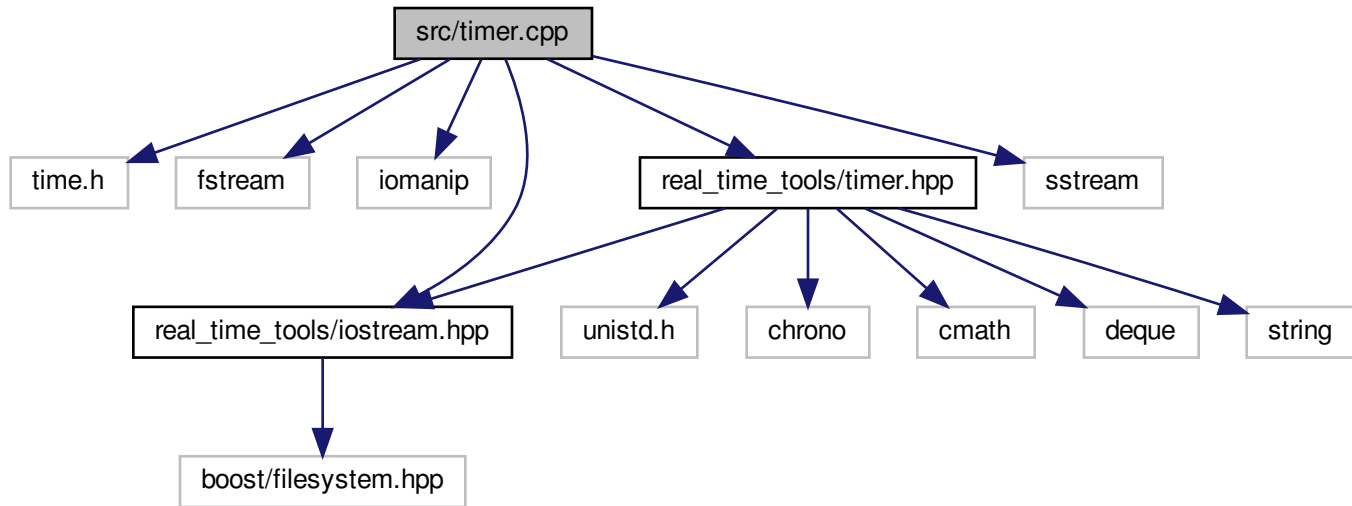 src/timer.cpp
time.h
fstream
iomanip
real_time_tools/timer.hpp
sstream
real_time_tools/iostream.hpp
unistd.h
chrono
cmath
deque
string
boost/filesystem.hpp